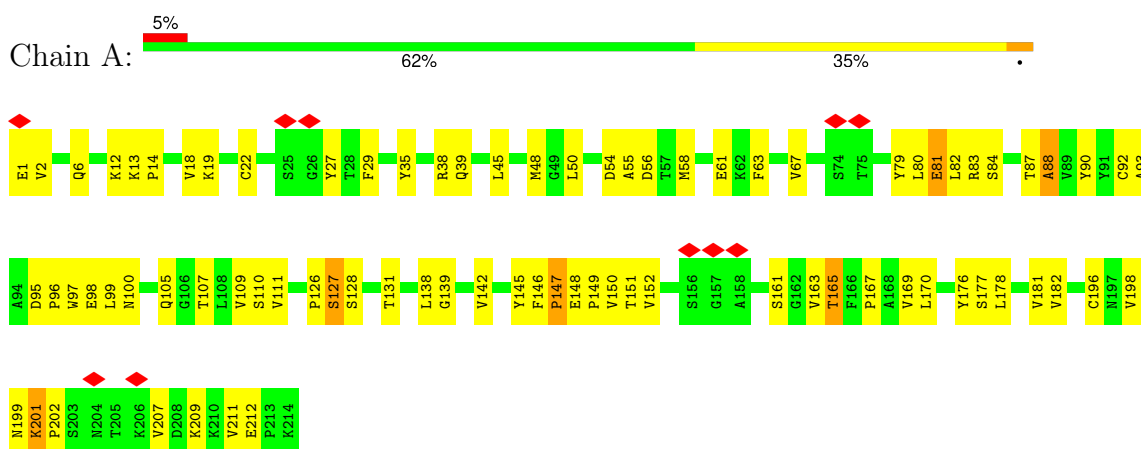 5%
Chain A:
62% 35% •
E1 V2 Q6 K12 K13 P14 V18 K19 C22 S25 G26 Y27 T28 F29 Y35 R38 Q39 L45 M48 G49 L50 D54 A55 D56 T57 M58 E61 K62 F63 V67 S74 T75 Y79 L80 E81 L82 R83 S84 T87 A88 V89 Y90 Y91 C92 A93
A94 D95 P96 W97 E98 L99 N100 Q105 G106 T107 L108 V109 S110 V111 P126 S127 S128 T131 L138 G139 V142 Y145 F146 P147 E148 P149 V150 T151 V152 S156 G157 A158 S161 G162 V163 T165 F166 P167 A168 V169 L170 Y176 S177 L178 V181 V182 C196 N197 V198
N199 K201 P202 S203 N204 T205 K206 V207 D208 K209 K210 V211 E212 P213 K214